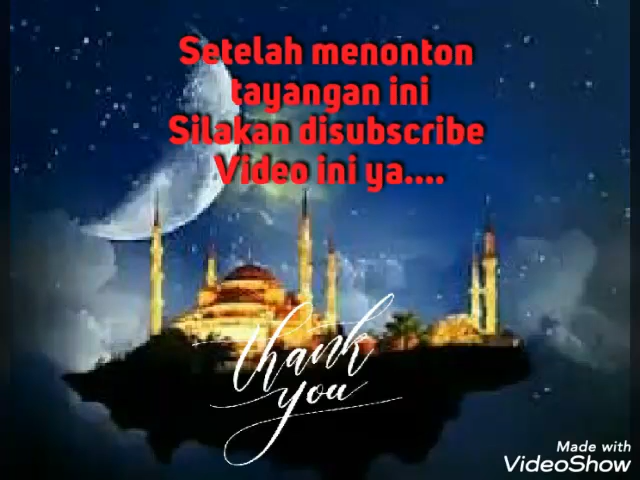 Setelah menonton
tayangan ini
Silakan disubscribe
Video ini ya....
thank
you
Made with
VideoShow